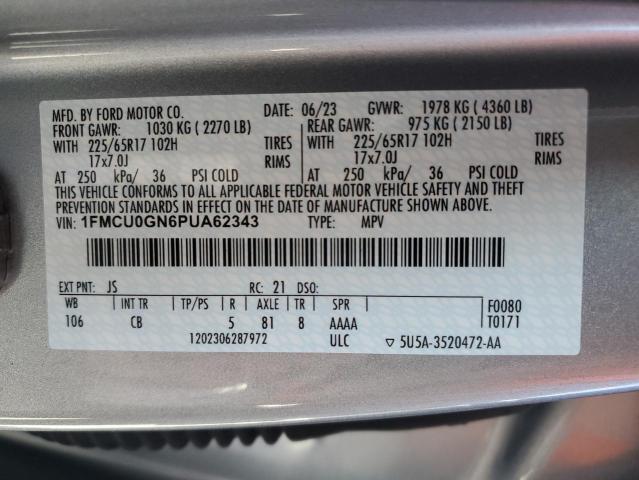 MFD. BY FORD MOTOR CO. DATE: 06/23 GVWR: 1978 KG ( 4360 LB)
FRONT GAWR: 1030 KG ( 2270 LB) REAR GAWR: 975 KG ( 2150 LB)
WITH 225/65R17 102H TIRES WITH 225/65R17 102H TIRES
17x7.0J RIMS 17x7.0J RIMS
AT 250 kPa/ 36 PSI COLD AT 250 kPa/ 36 PSI COLD
THIS VEHICLE CONFORMS TO ALL APPLICABLE FEDERAL MOTOR VEHICLE SAFETY AND THEFT
PREVENTION STANDARDS IN EFFECT ON THE DATE OF MANUFACTURE SHOWN ABOVE.
VIN: 1FMCU0GN6PUA62343 TYPE: MPV
EXT PNT: JS RC: 21 DSO:
WB INT TR TP/PS R AXLE TR SPR F0080
106 CB 5 81 8 AAAA T0171
1202306287972 ULC ▽ 5U5A-3520472-AA